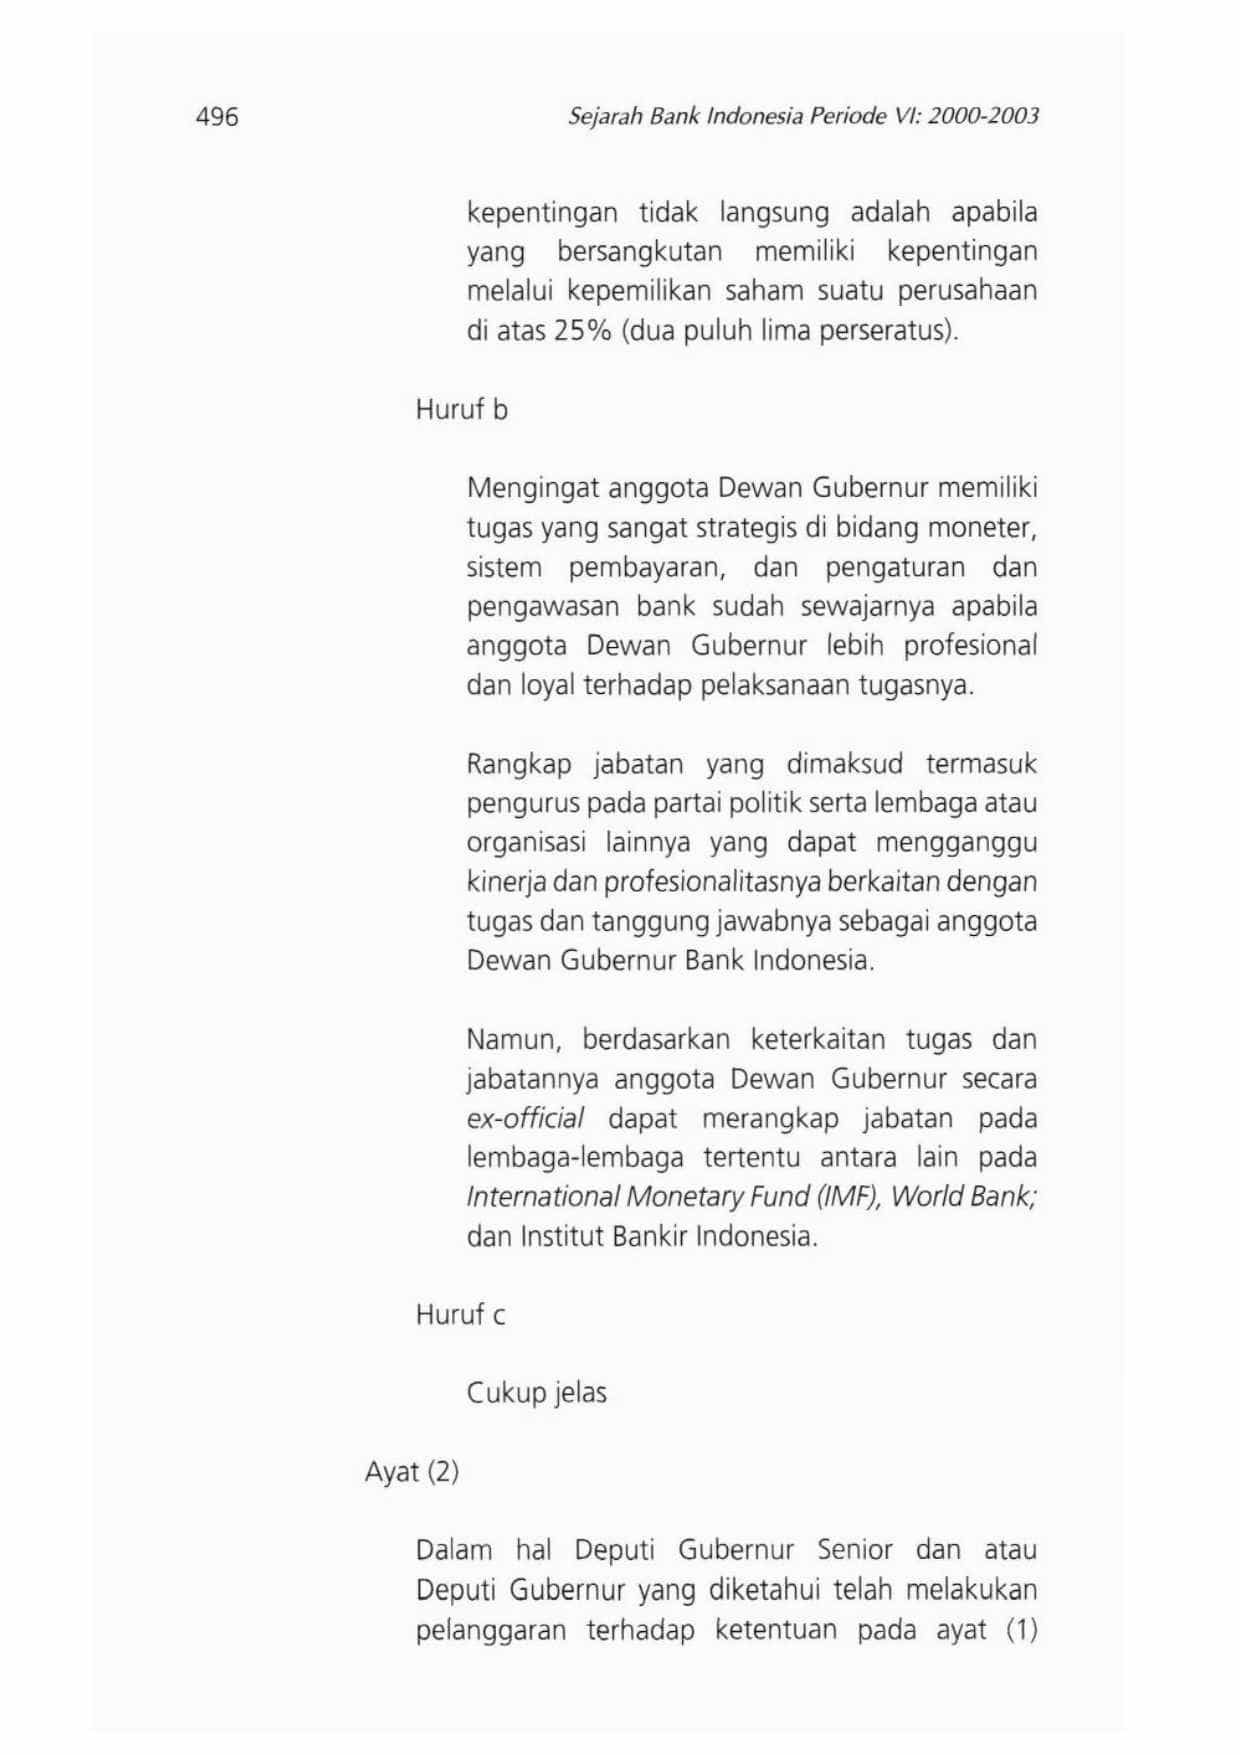 496
Sejarah Bank Indonesia Periode VI: 2000-2003
kepentingan tidak langsung adalah apabila
yang bersangkutan memiliki kepentingan
melalui kepemilikan saham suatu perusahaan
di atas 25% (dua puluh lima perseratus).
Huruf b
Mengingat anggota Dewan Gubernur memiliki
tugas yang sangat strategis di bidang moneter,
sistem pembayaran, dan pengaturan dan
pengawasan bank sudah sewajarnya apabila
anggota Dewan Gubernur lebih profesional
dan loyal terhadap pelaksanaan tugasnya.
Rangkap jabatan yang dimaksud termasuk
pengurus pada partai politik serta lembaga atau
organisasi lainnya yang dapat mengganggu
kinerja dan profesionalitasnya berkaitan dengan
tugas dan tanggung jawabnya sebagai anggota
Dewan Gubernur Bank Indonesia.
Namun, berdasarkan keterkaitan tugas dan
jabatannya anggota Dewan Gubernur secara
ex-official dapat merangkap jabatan pada
lembaga-lembaga tertentu antara lain pada
International Monetary Fund (IMF), World Bank;
dan Institut Bankir Indonesia.
Huruf c
Cukup jelas
Ayat (2)
Dalam hal Deputi Gubernur Senior dan atau
Deputi Gubernur yang diketahui telah melakukan
pelanggaran terhadap ketentuan pada ayat (1)